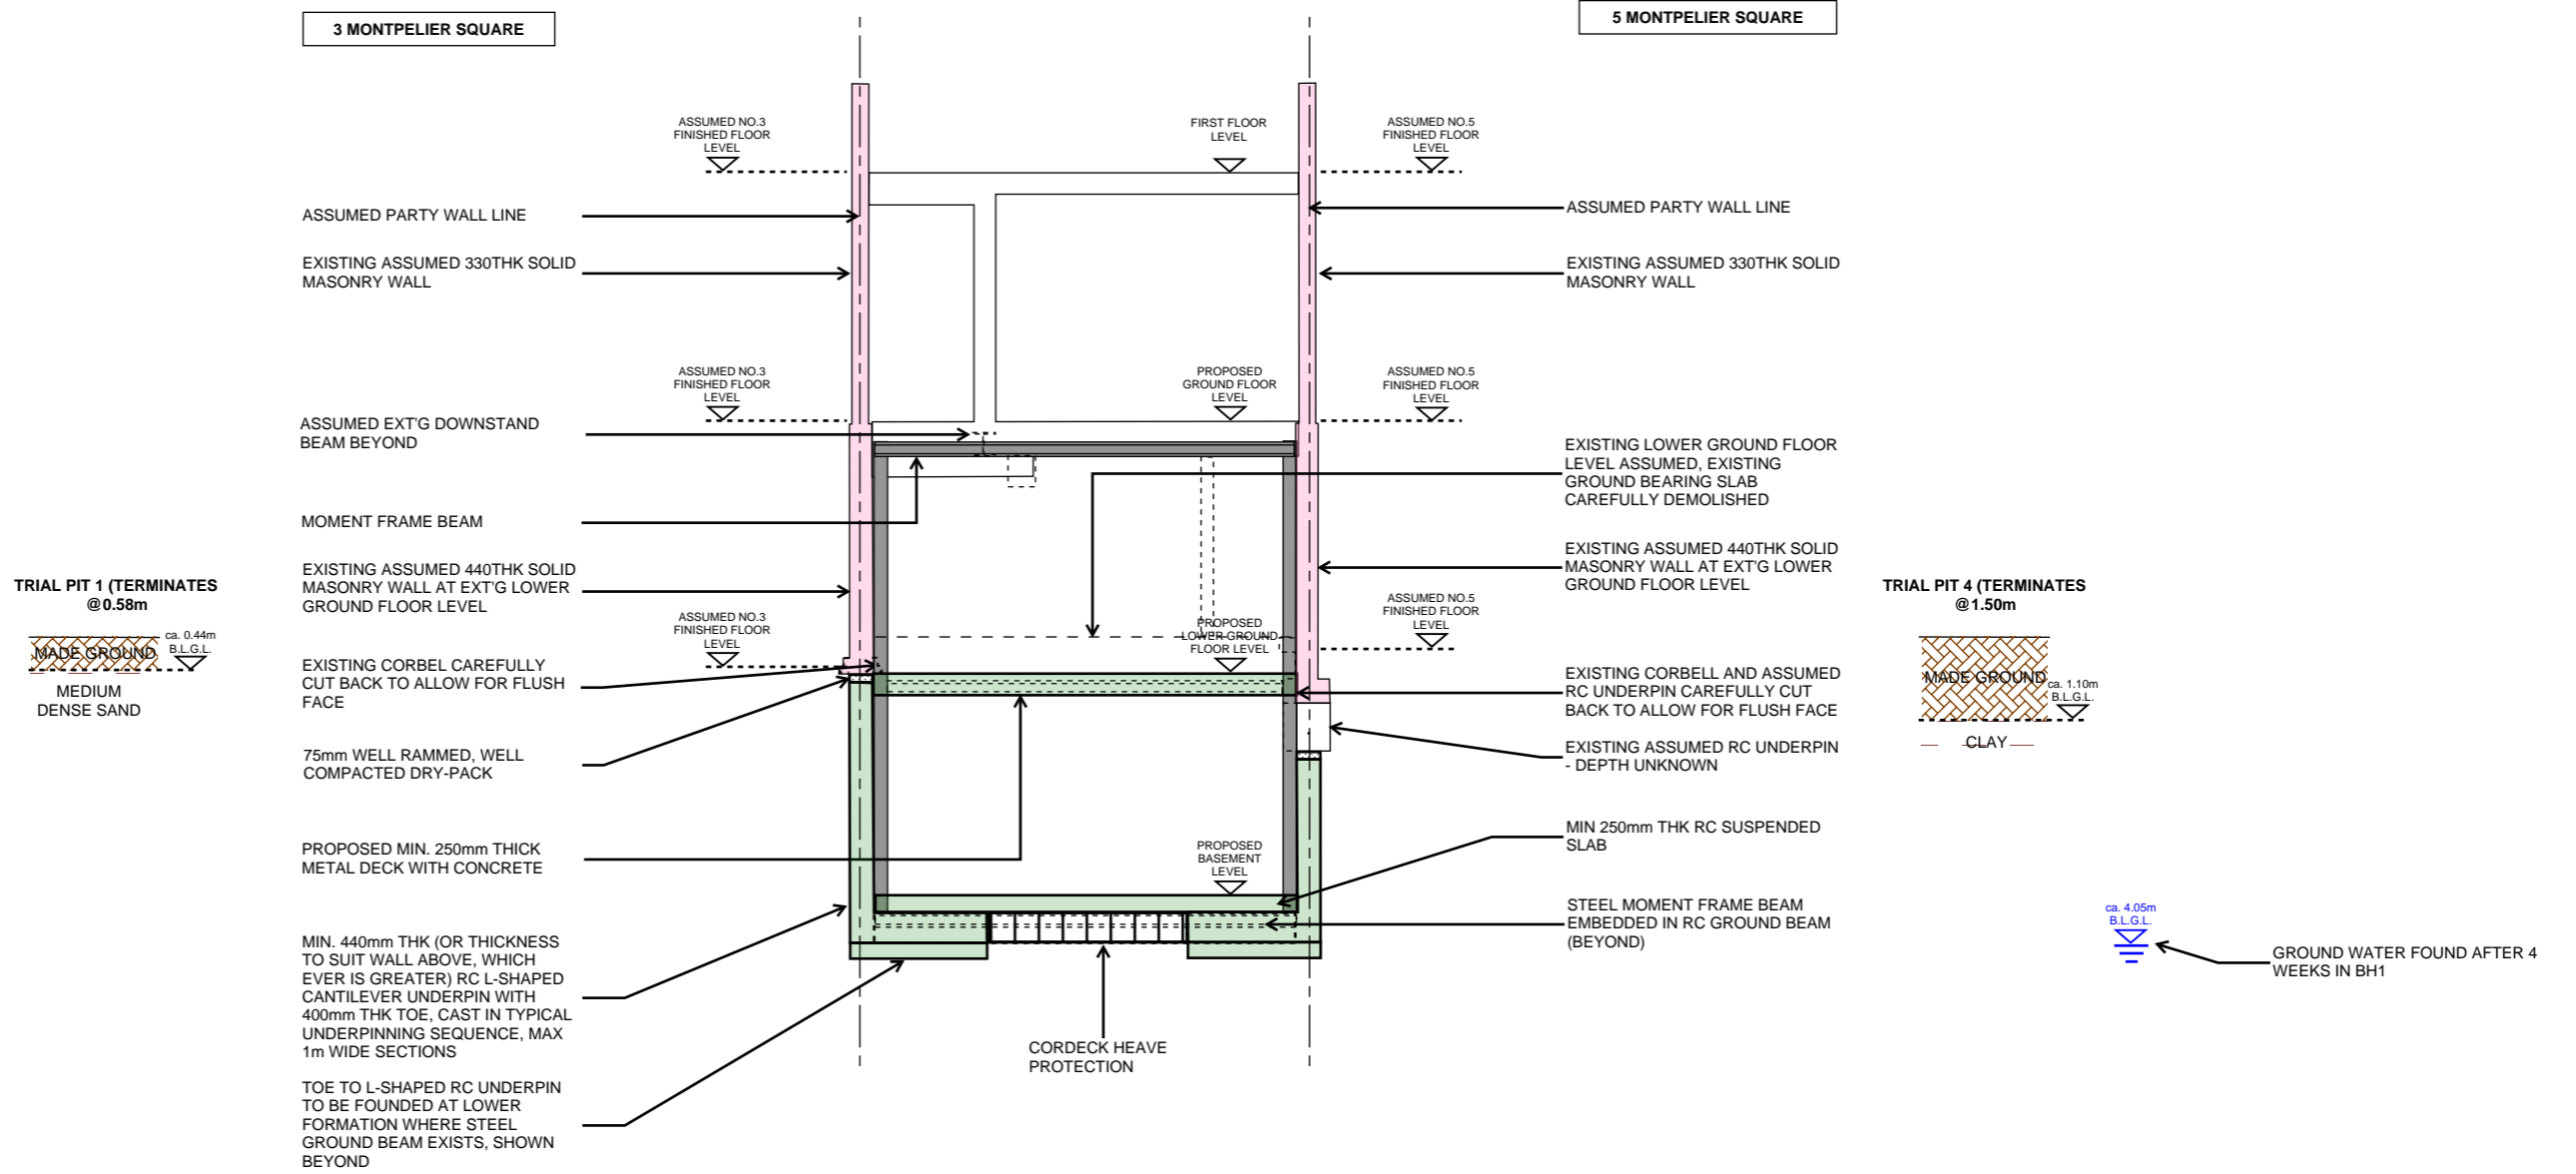 3 MONTPELIER SQUARE
5 MONTPELIER SQUARE
ASSUMED NO.3
FINISHED FLOOR
LEVEL
FIRST FLOOR
LEVEL
ASSUMED NO.5
FINISHED FLOOR
LEVEL
ASSUMED PARTY WALL LINE
ASSUMED PARTY WALL LINE
EXISTING ASSUMED 330THK SOLID
MASONRY WALL
EXISTING ASSUMED 330THK SOLID
MASONRY WALL
ASSUMED NO.3
FINISHED FLOOR
LEVEL
PROPOSED
GROUND FLOOR
LEVEL
ASSUMED NO.5
FINISHED FLOOR
LEVEL
ASSUMED EXT'G DOWNSTAND
BEAM BEYOND
EXISTING LOWER GROUND FLOOR
LEVEL ASSUMED, EXISTING
GROUND BEARING SLAB
CAREFULLY DEMOLISHED
MOMENT FRAME BEAM
EXISTING ASSUMED 440THK SOLID
MASONRY WALL AT EXT'G LOWER
GROUND FLOOR LEVEL
EXISTING ASSUMED 440THK SOLID
MASONRY WALL AT EXT'G LOWER
GROUND FLOOR LEVEL
TRIAL PIT 1 (TERMINATES
@0.58m
MADE GROUND
ca. 0.44m
B.L.G.L.
MEDIUM
DENSE SAND
TRIAL PIT 4 (TERMINATES
@1.50m
MADE GROUND
ca. 1.10m
B.L.G.L.
CLAY
ASSUMED NO.3
FINISHED FLOOR
LEVEL
PROPOSED
LOWER GROUND
FLOOR LEVEL
ASSUMED NO.5
FINISHED FLOOR
LEVEL
EXISTING CORBEL CAREFULLY
CUT BACK TO ALLOW FOR FLUSH
FACE
EXISTING CORBELL AND ASSUMED
RC UNDERPIN CAREFULLY CUT
BACK TO ALLOW FOR FLUSH FACE
75mm WELL RAMMED, WELL
COMPACTED DRY-PACK
EXISTING ASSUMED RC UNDERPIN
- DEPTH UNKNOWN
PROPOSED MIN. 250mm THICK
METAL DECK WITH CONCRETE
PROPOSED
BASEMENT
LEVEL
MIN 250mm THK RC SUSPENDED
SLAB
STEEL MOMENT FRAME BEAM
EMBEDDED IN RC GROUND BEAM
(BEYOND)
ca. 4.05m
B.L.G.L.
GROUND WATER FOUND AFTER 4
WEEKS IN BH1
MIN. 440mm THK (OR THICKNESS
TO SUIT WALL ABOVE, WHICH
EVER IS GREATER) RC L-SHAPED
CANTILEVER UNDERPIN WITH
400mm THK TOE, CAST IN TYPICAL
UNDERPINNING SEQUENCE, MAX
1m WIDE SECTIONS
CORDECK HEAVE
PROTECTION
TOE TO L-SHAPED RC UNDERPIN
TO BE FOUNDED AT LOWER
FORMATION WHERE STEEL
GROUND BEAM EXISTS, SHOWN
BEYOND